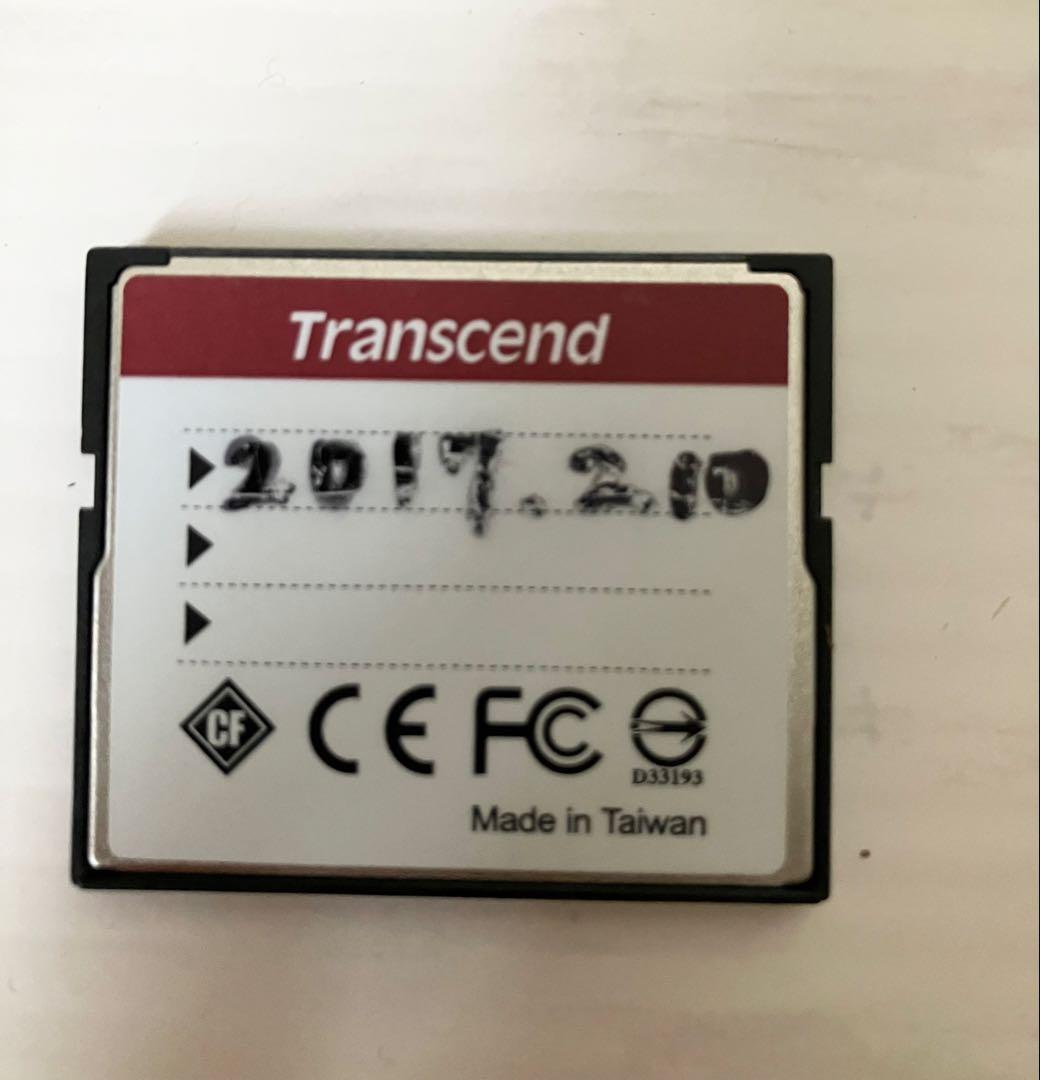 Transcend
▶2017.2.10
▶
▶
CF CE FC
D33193
Made in Taiwan